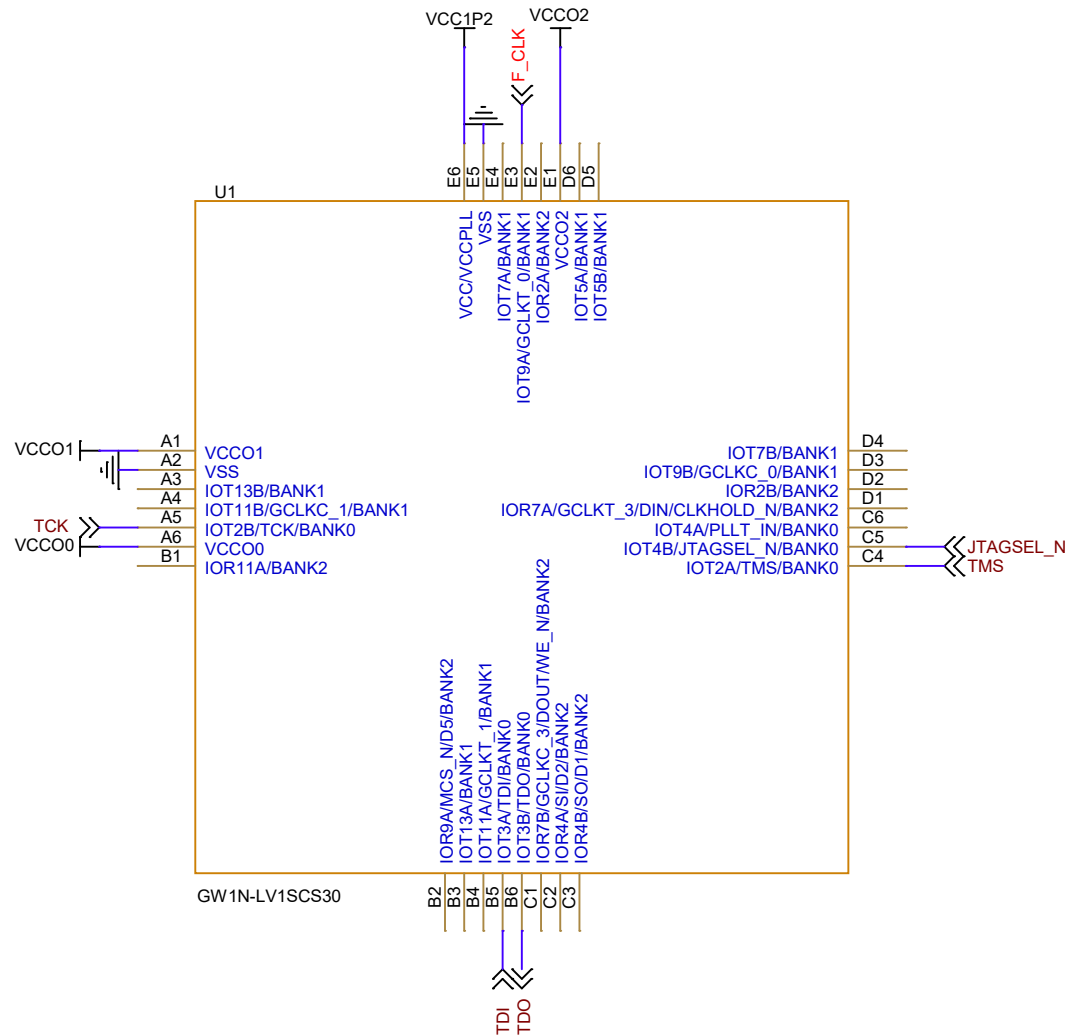 VCC1P2
VCCO2
F_CLK
E6
E5
E4
E3
E2
E1
D6
D5
U1
VCC/VCCPLL
VSS
IOT7A/BANK1
IOT9A/GCLKT_0/BANK1
IOR2A/BANK2
VCCO2
IOT5A/BANK1
IOT5B/BANK1
VCCO1
A1
VCCO1
A2
VSS
A3
IOT13B/BANK1
A4
IOT11B/GCLKC_1/BANK1
TCK
A5
IOT2B/TCK/BANK0
VCCO0
A6
VCCO0
B1
IOR11A/BANK2
IOT7B/BANK1
D4
IOT9B/GCLKC_0/BANK1
D3
IOR2B/BANK2
D2
IOR7A/GCLKT_3/DIN/CLKHOLD_N/BANK2
D1
IOT4A/PLLT_IN/BANK0
C6
IOT4B/JTAGSEL_N/BANK0
C5
JTAGSEL_N
IOT2A/TMS/BANK0
C4
TMS
IOR9A/MCS_N/D5/BANK2
IOT13A/BANK1
IOT11A/GCLKT_1/BANK1
IOT3A/TDI/BANK0
IOT3B/TDO/BANK0
IOR7B/GCLKC_3/DOUT/WE_N/BANK2
IOR4A/SI/D2/BANK2
IOR4B/SO/D1/BANK2
GW1N-LV1SCS30
B2
B3
B4
B5
B6
C1
C2
C3
TDI
TDO